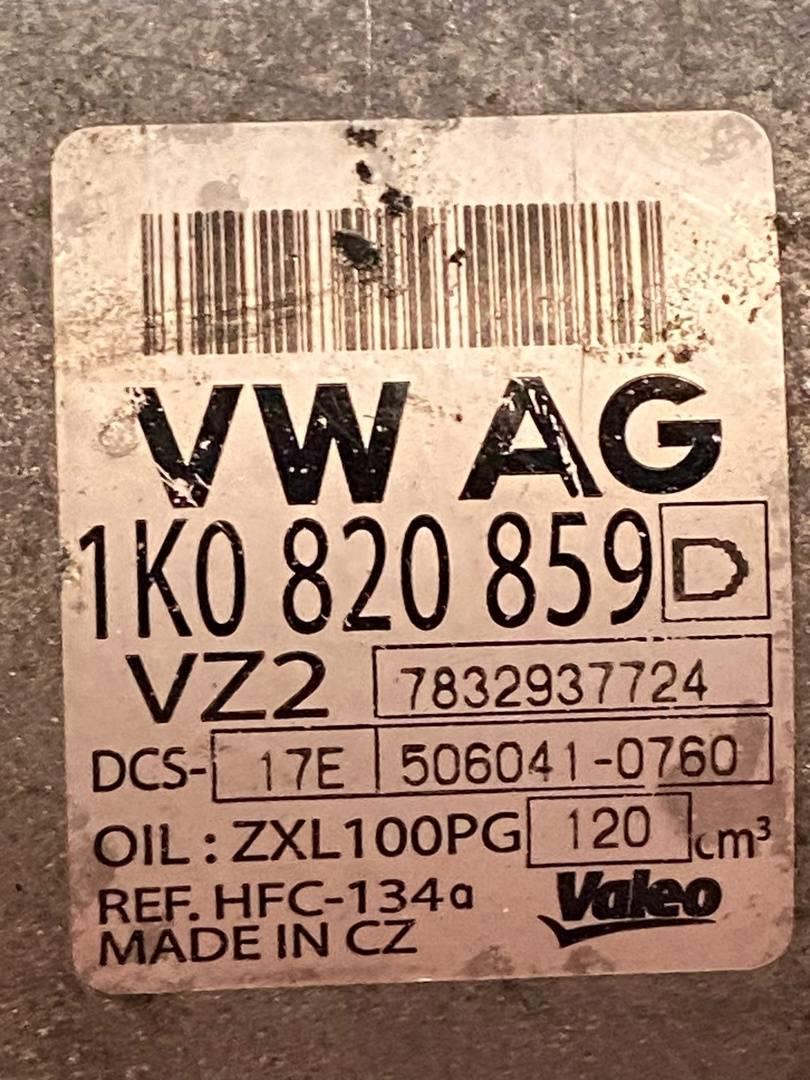 VW AG
1K0 820 859 D
VZ2 7832937724
DCS- 17E 506041-0760
OIL : ZXL100PG 120 cm³
REF. HFC-134a Valeo
MADE IN CZ